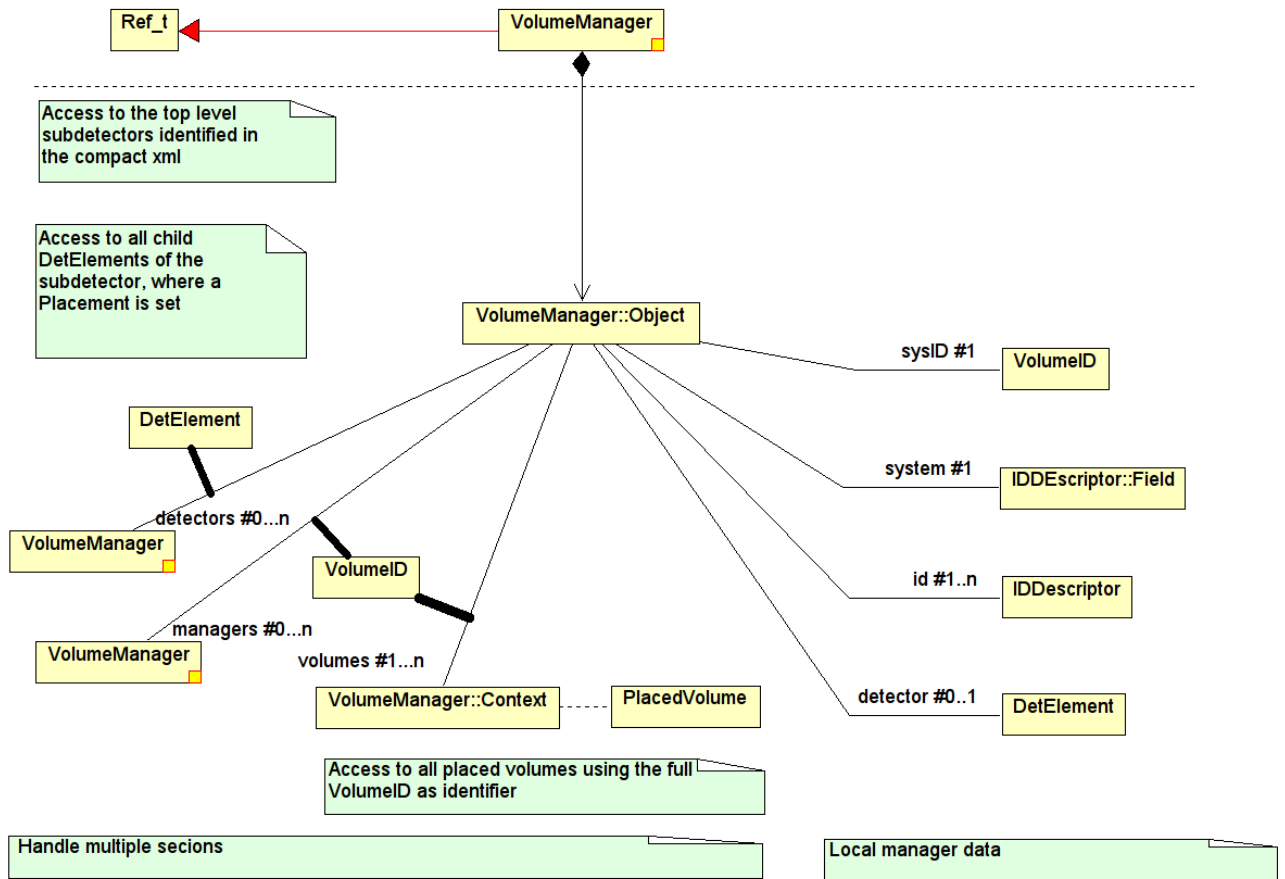 Ref_t
VolumeManager
Access to the top level
subdetectors identified in
the compact xml
Access to all child
DetElements of the
subdetector, where a
Placement is set
VolumeManager::Object
sysID #1
VolumeID
DetElement
system #1
IDDEscriptor::Field
detectors #0...n
VolumeManager
VolumeID
id #1..n
IDDescriptor
managers #0...n
VolumeManager
volumes #1...n
VolumeManager::Context
PlacedVolume
detector #0..1
DetElement
Access to all placed volumes using the full
VolumeID as identifier
Handle multiple secions
Local manager data